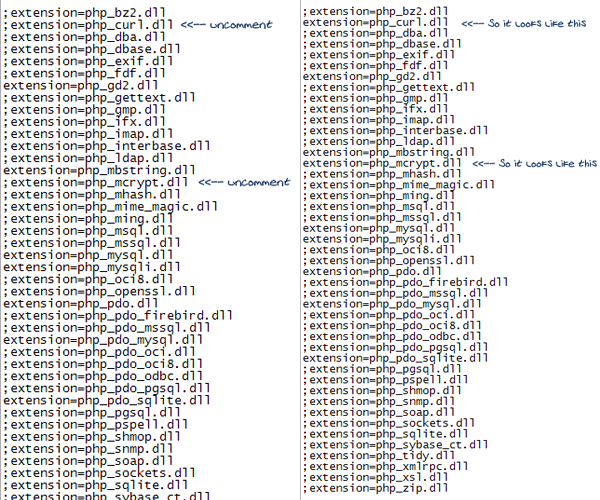 ;extension=php_bz2.dll
;extension=php_curl.dll <<-- uncomment
;extension=php_dba.dll
;extension=php_dbase.dll
;extension=php_exif.dll
;extension=php_fdf.dll
extension=php_gd2.dll
;extension=php_gettext.dll
;extension=php_gmp.dll
;extension=php_ifx.dll
;extension=php_imap.dll
;extension=php_interbase.dll
;extension=php_ldap.dll
extension=php_mbstring.dll
;extension=php_mcrypt.dll <<-- uncomment
;extension=php_mhash.dll
;extension=php_mime_magic.dll
;extension=php_ming.dll
;extension=php_msql.dll
;extension=php_mssql.dll
extension=php_mysql.dll
extension=php_mysqli.dll
;extension=php_oci8.dll
;extension=php_openssl.dll
extension=php_pdo.dll
;extension=php_pdo_firebird.dll
;extension=php_pdo_mssql.dll
extension=php_pdo_mysql.dll
;extension=php_pdo_oci.dll
;extension=php_pdo_oci8.dll
;extension=php_pdo_odbc.dll
;extension=php_pdo_pgsql.dll
extension=php_pdo_sqlite.dll
;extension=php_pgsql.dll
;extension=php_pspell.dll
;extension=php_shmop.dll
;extension=php_snmp.dll
;extension=php_soap.dll
;extension=php_sockets.dll
;extension=php_sqlite.dll
;extension=php_sybase_ct.dll
;extension=php_bz2.dll
extension=php_curl.dll <<-- So it looks like this
;extension=php_dba.dll
;extension=php_dbase.dll
;extension=php_exif.dll
;extension=php_fdf.dll
extension=php_gd2.dll
;extension=php_gettext.dll
;extension=php_gmp.dll
;extension=php_ifx.dll
;extension=php_imap.dll
;extension=php_interbase.dll
;extension=php_ldap.dll
extension=php_mbstring.dll
extension=php_mcrypt.dll <<-- So it looks like this
;extension=php_mhash.dll
;extension=php_mime_magic.dll
;extension=php_ming.dll
;extension=php_msql.dll
;extension=php_mssql.dll
extension=php_mysql.dll
extension=php_mysqli.dll
;extension=php_oci8.dll
;extension=php_openssl.dll
extension=php_pdo.dll
;extension=php_pdo_firebird.dll
;extension=php_pdo_mssql.dll
extension=php_pdo_mysql.dll
;extension=php_pdo_oci.dll
;extension=php_pdo_oci8.dll
;extension=php_pdo_odbc.dll
;extension=php_pdo_pgsql.dll
extension=php_pdo_sqlite.dll
;extension=php_pgsql.dll
;extension=php_pspell.dll
;extension=php_shmop.dll
;extension=php_snmp.dll
;extension=php_soap.dll
;extension=php_sockets.dll
;extension=php_sqlite.dll
;extension=php_sybase_ct.dll
;extension=php_tidy.dll
;extension=php_xmlrpc.dll
;extension=php_xsl.dll
;extension=php_zip.dll